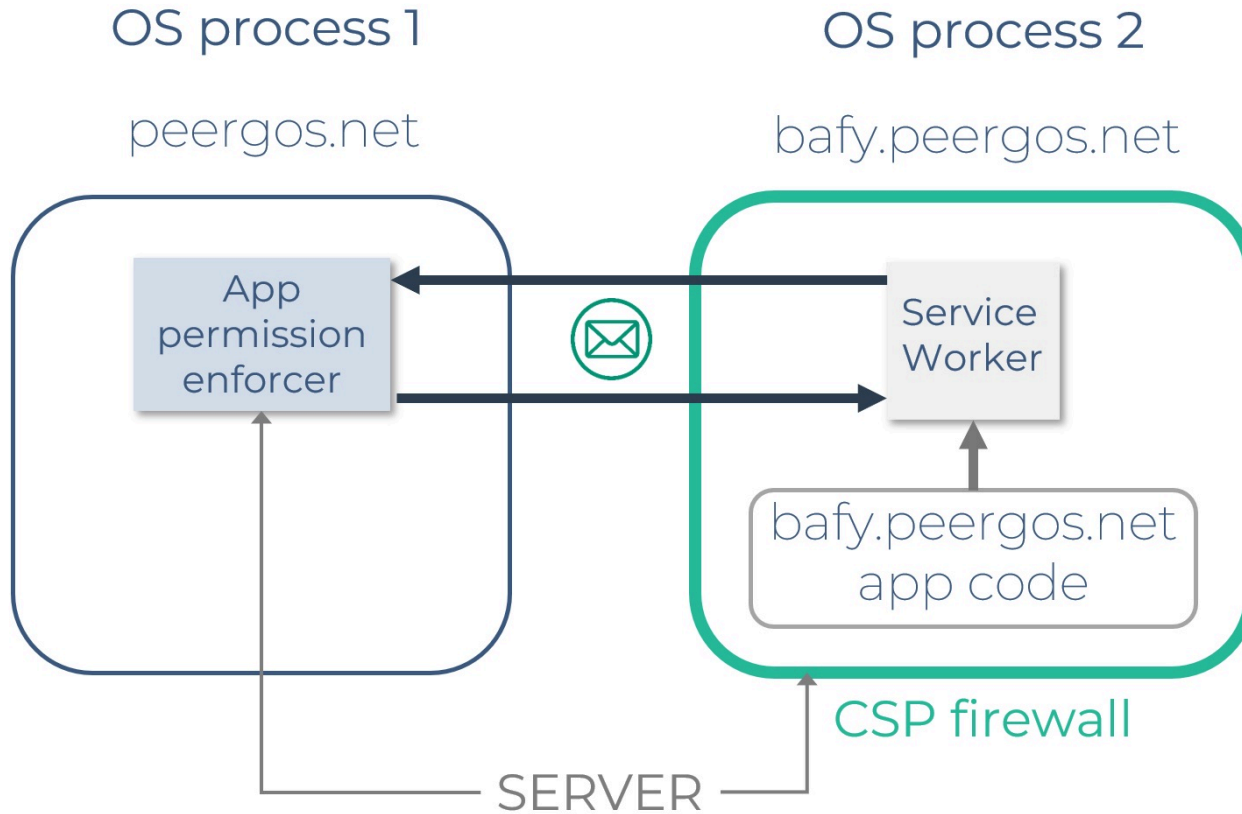 OS process 1
OS process 2
peergos.net
bafy.peergos.net
App
permission
enforcer
Service
Worker
bafy.peergos.net
app code
CSP firewall
SERVER